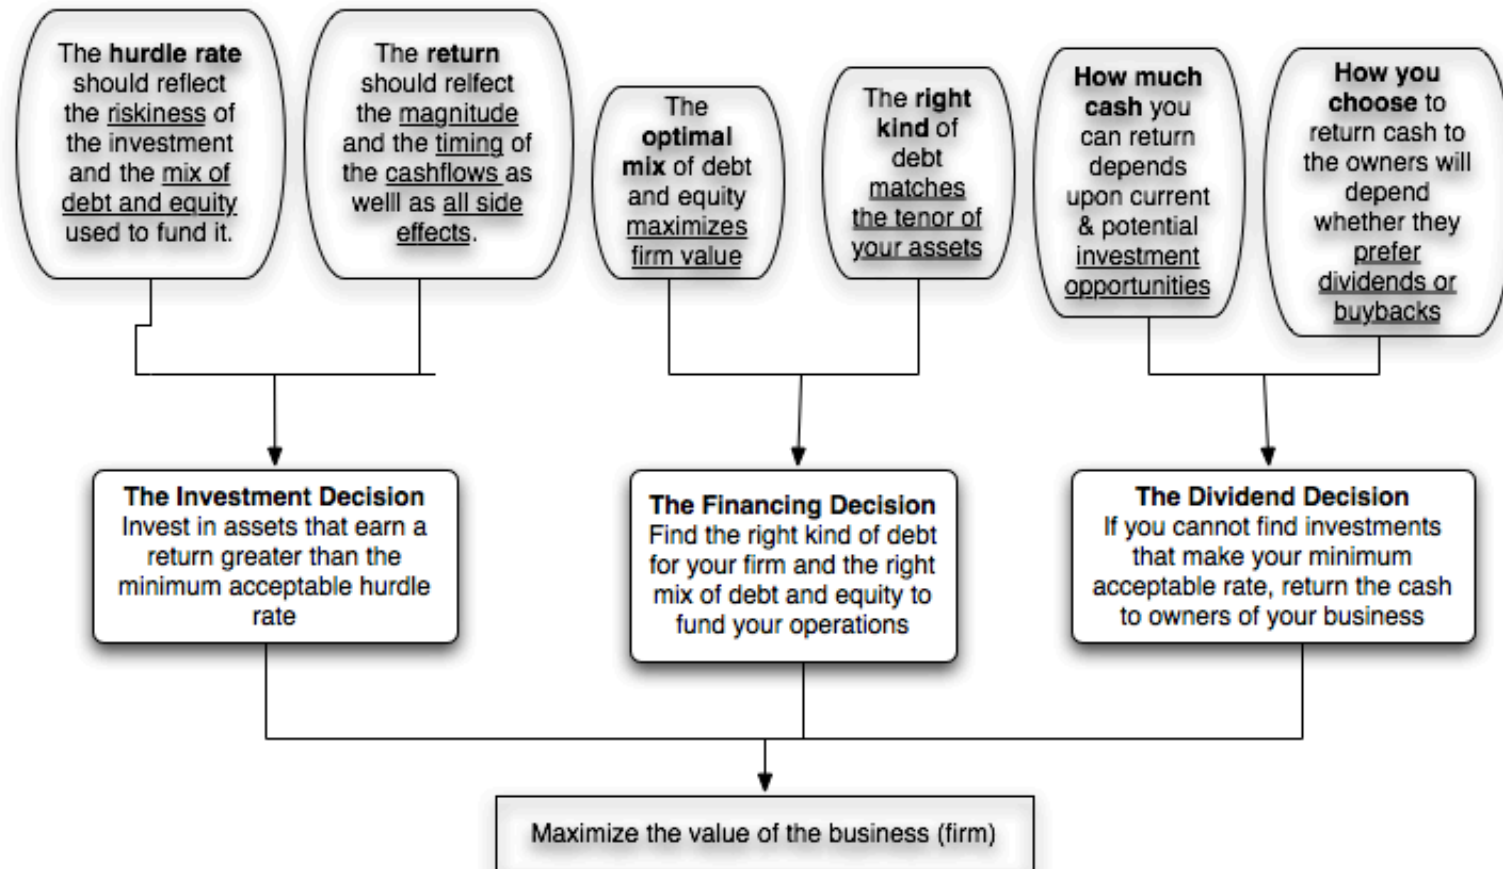 The hurdle rate
should reflect
the riskiness of
the investment
and the mix of
debt and equity
used to fund it.
The return
should relfect
the magnitude
and the timing of
the cashflows as
welll as all side
effects.
The
optimal
mix of debt
and equity
maximizes
firm value
The right
kind of
debt
matches
the tenor of
your assets
How much
cash you
can return
depends
upon current
& potential
investment
opportunities
How you
choose to
return cash to
the owners will
depend
whether they
prefer
dividends or
buybacks
The Investment Decision
Invest in assets that earn a
return greater than the
minimum acceptable hurdle
rate
The Financing Decision
Find the right kind of debt
for your firm and the right
mix of debt and equity to
fund your operations
The Dividend Decision
If you cannot find investments
that make your minimum
acceptable rate, return the cash
to owners of your business
Maximize the value of the business (firm)